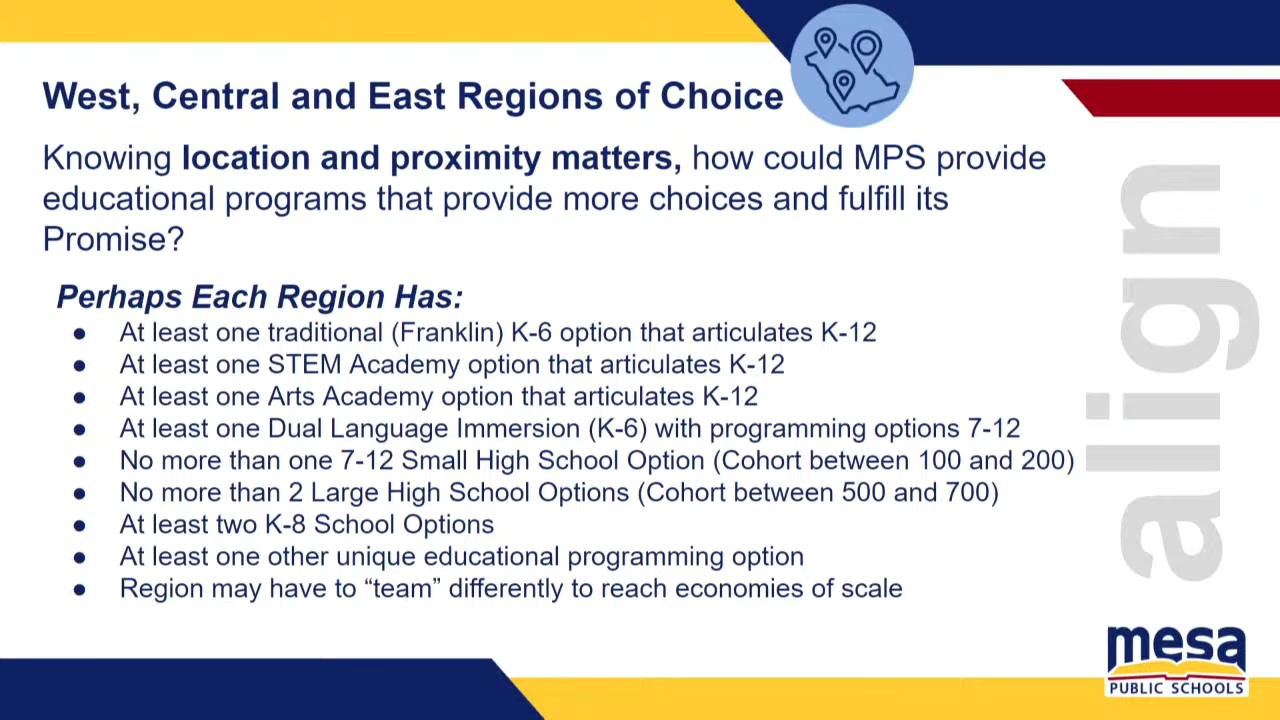 West, Central and East Regions of Choice
Knowing location and proximity matters, how could MPS provide
educational programs that provide more choices and fulfill its
Promise?
Perhaps Each Region Has:
● At least one traditional (Franklin) K-6 option that articulates K-12
● At least one STEM Academy option that articulates K-12
● At least one Arts Academy option that articulates K-12
● At least one Dual Language Immersion (K-6) with programming options 7-12
● No more than one 7-12 Small High School Option (Cohort between 100 and 200)
● No more than 2 Large High School Options (Cohort between 500 and 700)
● At least two K-8 School Options
● At least one other unique educational programming option
● Region may have to “team” differently to reach economies of scale
align
mesa
PUBLIC SCHOOLS